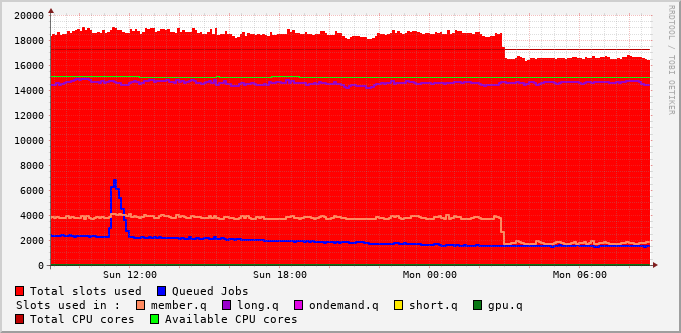 20000
18000
16000
14000
12000
10000
8000
6000
4000
2000
0
Sun 12:00 Sun 18:00 Mon 00:00 Mon 06:00
Total slots used Queued Jobs
Slots used in : member.q long.q ondemand.q short.q gpu.q
Total CPU cores Available CPU cores
RRDTOOL / TOBI OETIKER